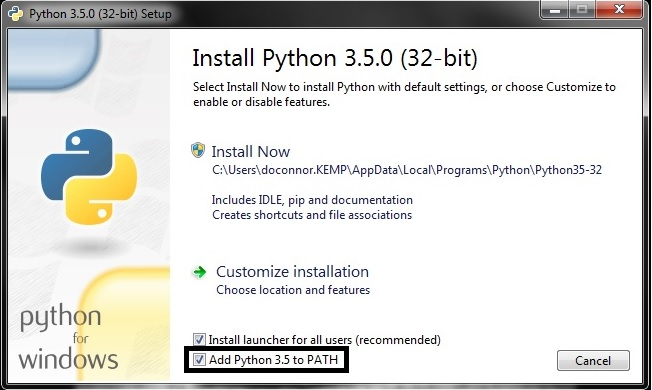 Python 3.5.0 (32-bit) Setup
Install Python 3.5.0 (32-bit)
Select Install Now to install Python with default settings, or choose Customize to
enable or disable features.
Install Now
C:\Users\doconnor.KEMP\AppData\Local\Programs\Python\Python35-32
Includes IDLE, pip and documentation
Creates shortcuts and file associations
Customize installation
Choose location and features
python
for
windows
Install launcher for all users (recommended)
Add Python 3.5 to PATH
Cancel